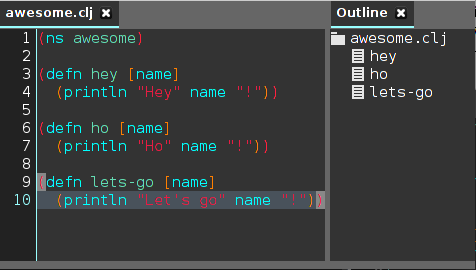 awesome.clj
1 (ns awesome)
2
3 (defn hey [name]
4   (println "Hey" name "!"))
5
6 (defn ho [name]
7   (println "Ho" name "!"))
8
9 (defn lets-go [name]
10   (println "Let's go" name "!"))
Outline
awesome.clj
hey
ho
lets-go